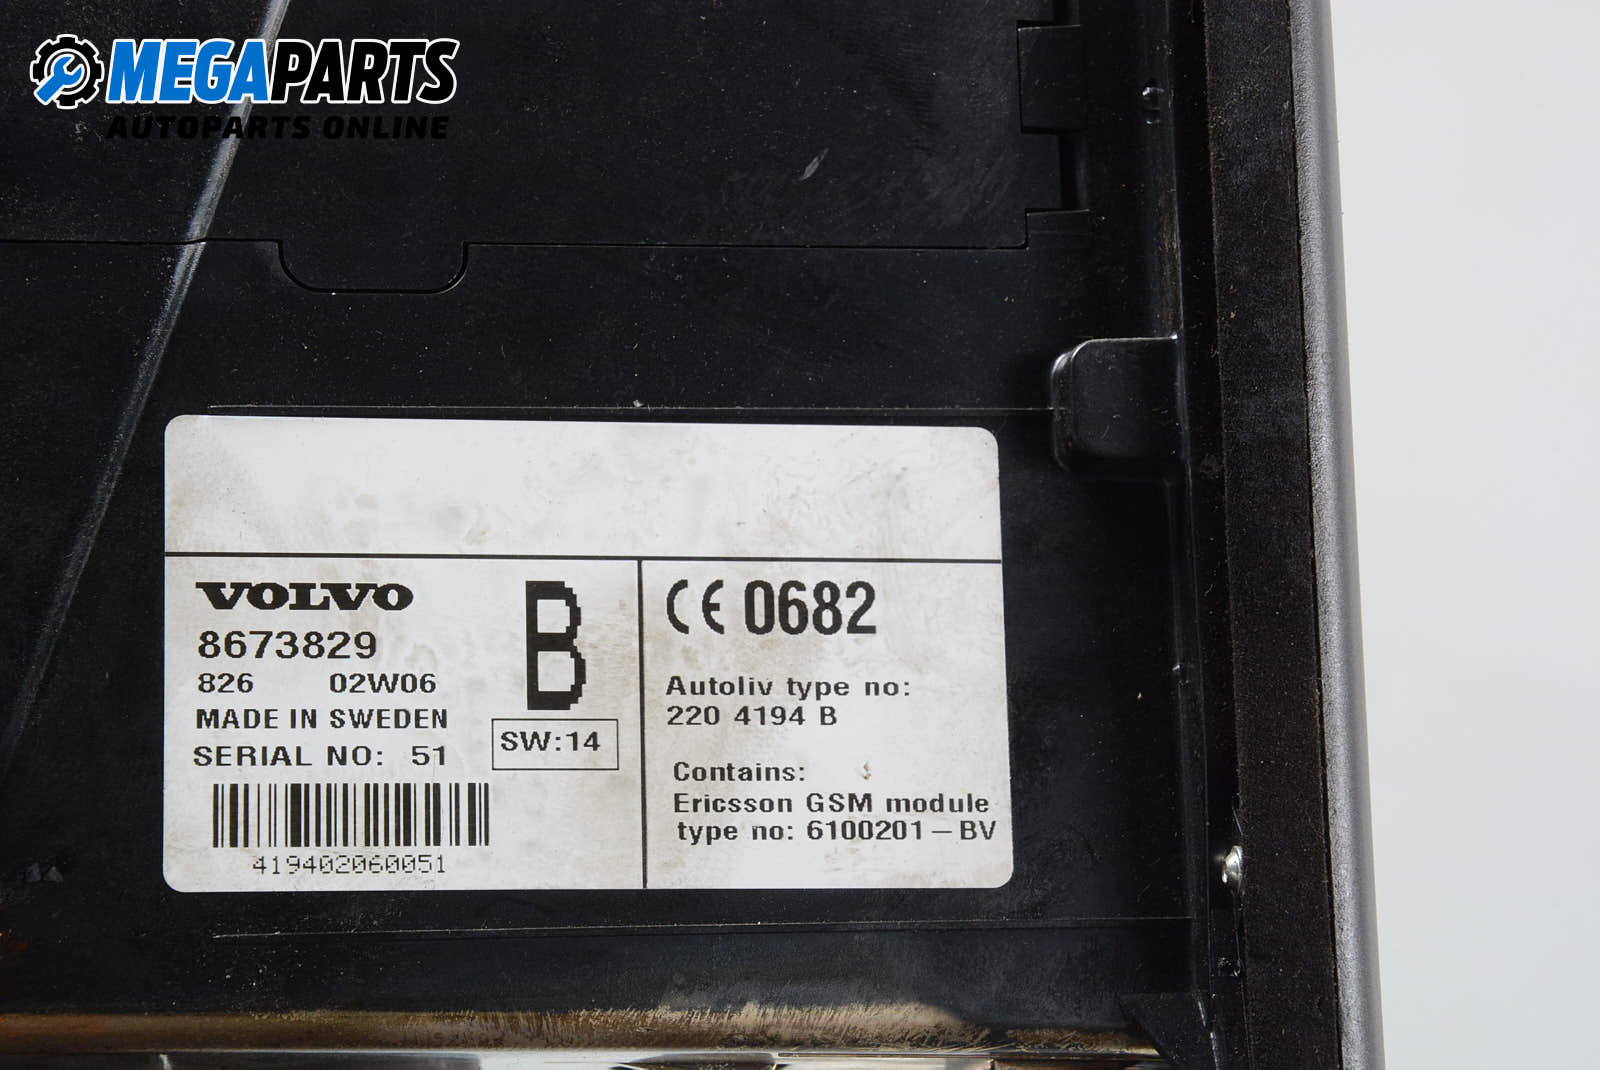 MEGAPARTS
AUTOPARTS ONLINE
VOLVO
8673829
826 02W06
MADE IN SWEDEN
SERIAL NO: 51
B
SW:14
419402060051
CE 0682
Autoliv type no:
220 4194 B
Contains:
Ericsson GSM module
type no: 6100201-BV